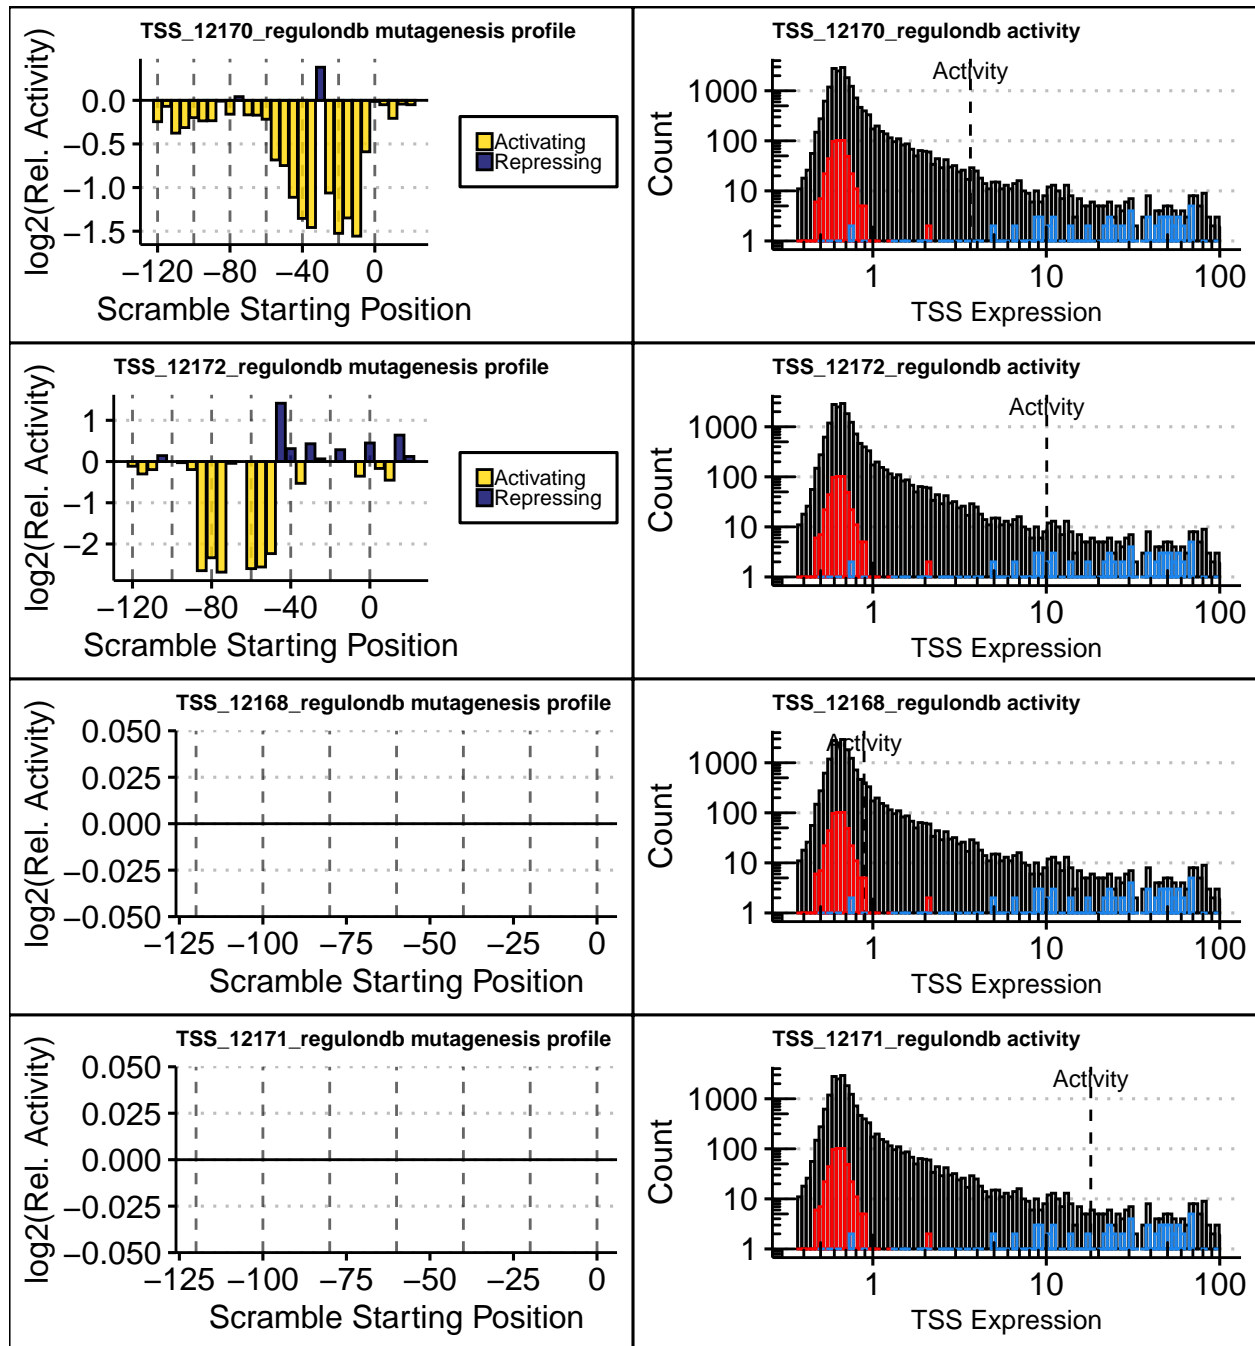 TSS_12170_regulondb mutagenesis profile
log2(Rel. Activity)
0.0
−0.5
−1.0
−1.5
−120 −80 −40 0
Scramble Starting Position
Activating
Repressing
TSS_12170_regulondb activity
Activity
Count
1000
100
10
1
1 10 100
TSS Expression
TSS_12172_regulondb mutagenesis profile
log2(Rel. Activity)
1
0
−1
−2
−120 −80 −40 0
Scramble Starting Position
Activating
Repressing
TSS_12172_regulondb activity
Activity
Count
1000
100
10
1
1 10 100
TSS Expression
TSS_12168_regulondb mutagenesis profile
log2(Rel. Activity)
0.050
0.025
0.000
−0.025
−0.050
−125 −100 −75 −50 −25 0
Scramble Starting Position
TSS_12168_regulondb activity
Activity
Count
1000
100
10
1
1 10 100
TSS Expression
TSS_12171_regulondb mutagenesis profile
log2(Rel. Activity)
0.050
0.025
0.000
−0.025
−0.050
−125 −100 −75 −50 −25 0
Scramble Starting Position
TSS_12171_regulondb activity
Activity
Count
1000
100
10
1
1 10 100
TSS Expression